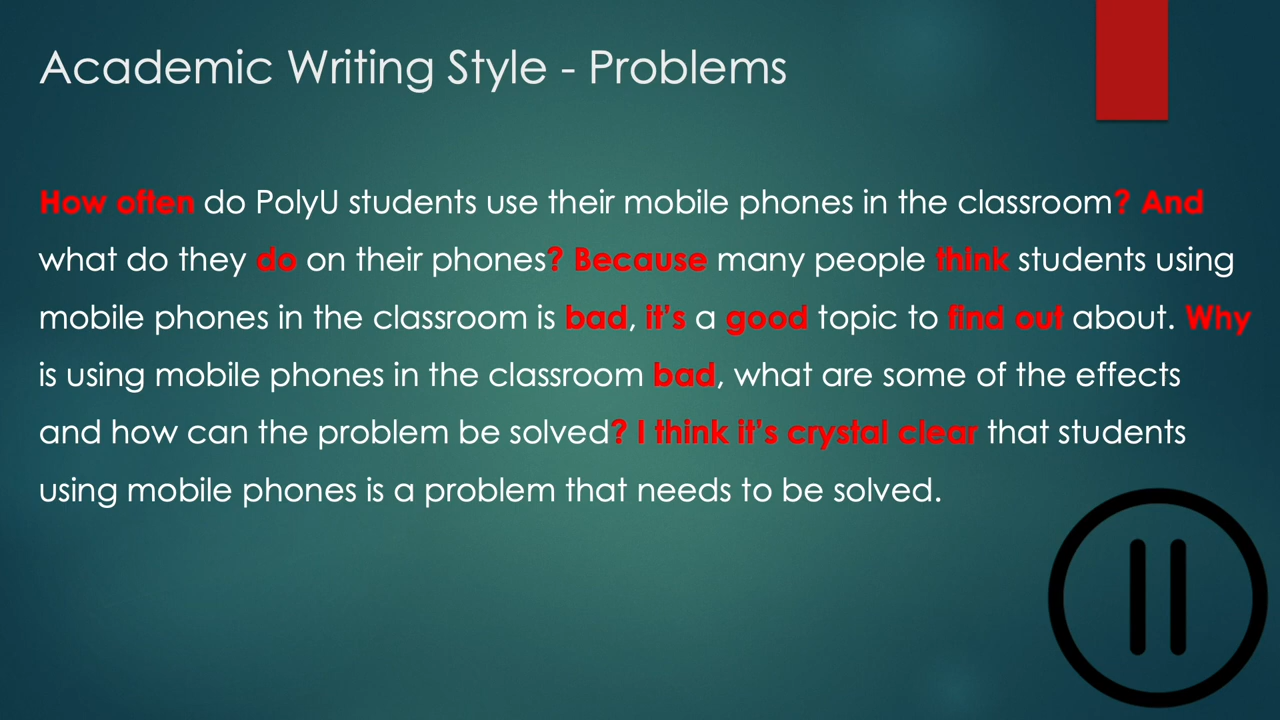 Academic Writing Style - Problems
How often do PolyU students use their mobile phones in the classroom? And
what do they do on their phones? Because many people think students using
mobile phones in the classroom is bad, it’s a good topic to find out about. Why
is using mobile phones in the classroom bad, what are some of the effects
and how can the problem be solved? I think it’s crystal clear that students
using mobile phones is a problem that needs to be solved.